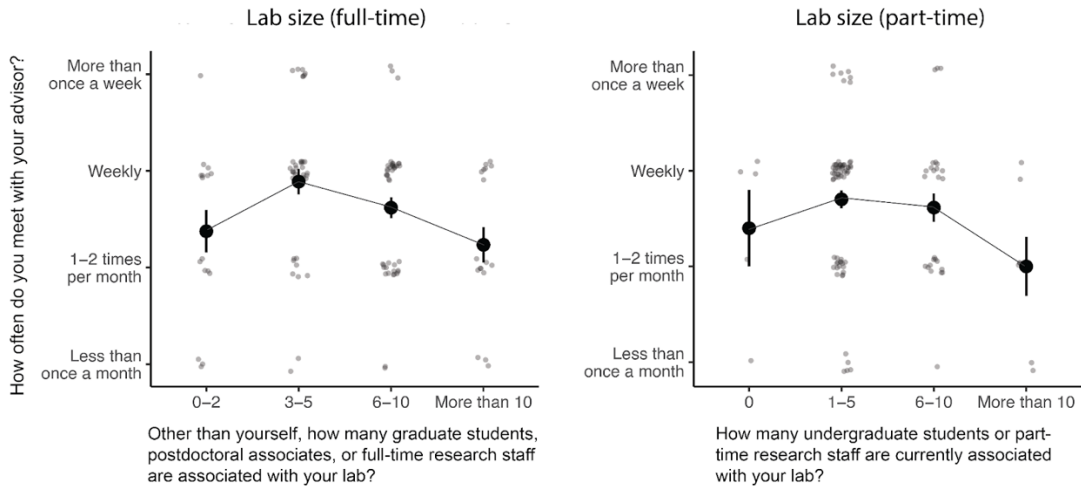 Lab size (full-time)
How often do you meet with your advisor?
More than
once a week
Weekly
1–2 times
per month
Less than
once a month
0–2
3–5
6–10
More than 10
Other than yourself, how many graduate students,
postdoctoral associates, or full-time research staff
are associated with your lab?
Lab size (part-time)
More than
once a week
Weekly
1–2 times
per month
Less than
once a month
0
1–5
6–10
More than 10
How many undergraduate students or part-
time research staff are currently associated
with your lab?